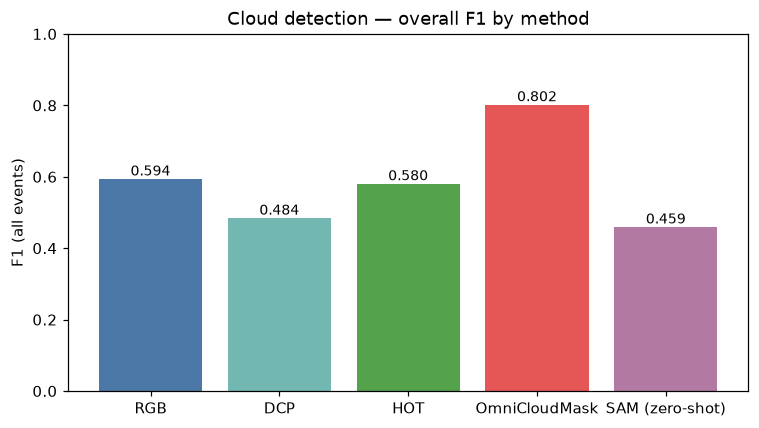 Cloud detection — overall F1 by method
F1 (all events)
1.0
0.8
0.6
0.4
0.2
0.0
0.594
0.484
0.580
0.802
0.459
RGB
DCP
HOT
OmniCloudMask
SAM (zero-shot)